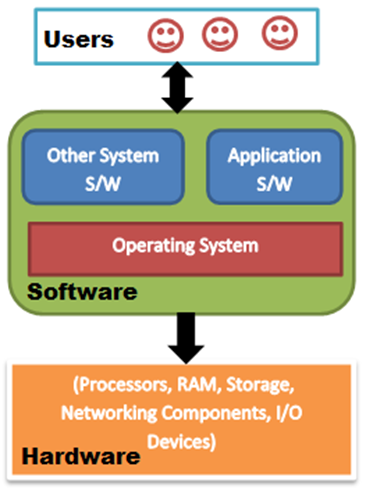 Users
Other System
S/W
Application
S/W
Operating System
Software
(Processors, RAM, Storage,
Networking Components, I/O
Devices)
Hardware